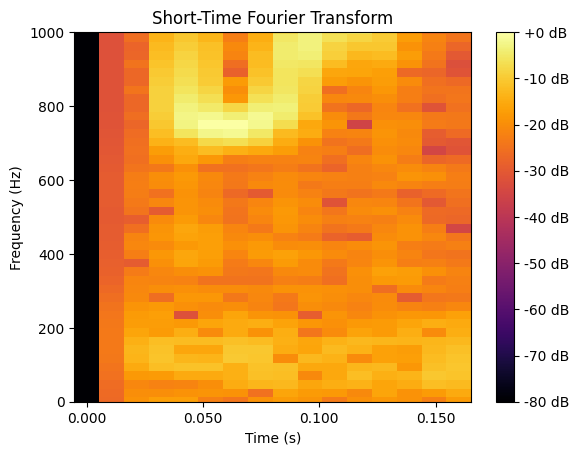 Short-Time Fourier Transform
1000
800
600
400
200
0
Frequency (Hz)
0.000
0.050
0.100
0.150
Time (s)
+0 dB
-10 dB
-20 dB
-30 dB
-40 dB
-50 dB
-60 dB
-70 dB
-80 dB